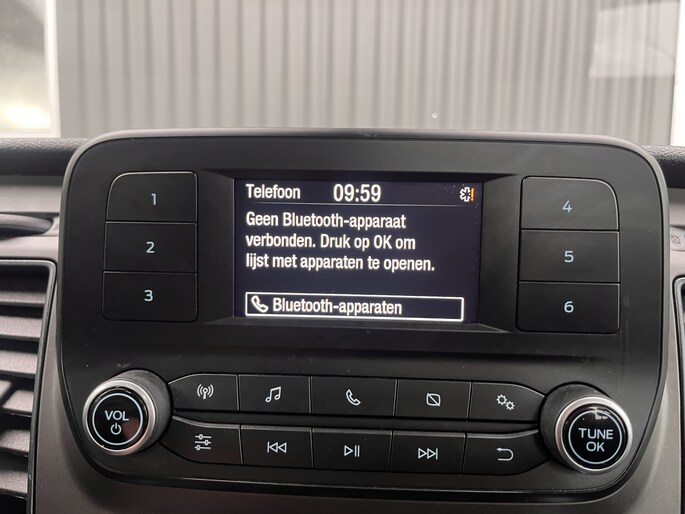 Telefoon 09:59
Geen Bluetooth-apparaat
verbonden. Druk op OK om
lijst met apparaten te openen.
Bluetooth-apparaten
1
2
3
4
5
6
VOL
TUNE
OK